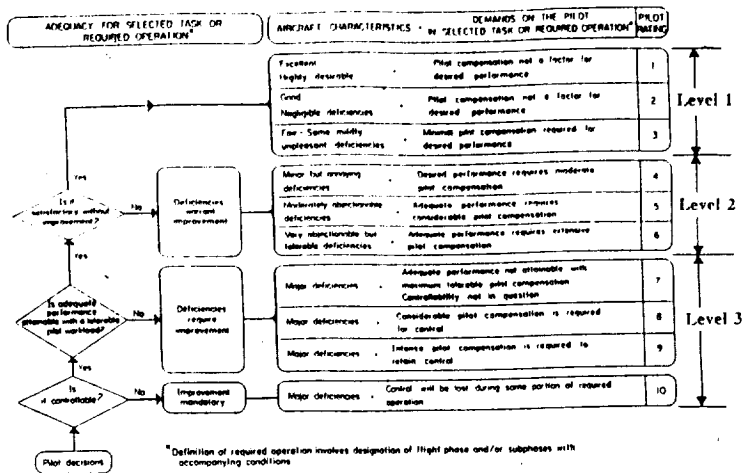 ADEQUACY FOR SELECTED TASK OR
REQUIRED OPERATION*
AIRCRAFT CHARACTERISTICS
DEMANDS ON THE PILOT
IN SELECTED TASK OR REQUIRED OPERATION*
PILOT
RATING
Excellent
Highly desirable
Pilot compensation not a factor for
desired performance
1
Good
Negligible deficiencies
Pilot compensation not a factor for
desired performance
2
Fair - Some mildly
unpleasant deficiencies
Minimal pilot compensation required for
desired performance
3
Level 1
Yes
Is it
satisfactory without
improvement?
No
Deficiencies
warrant
improvement
Minor but annoying
deficiencies
Desired performance requires moderate
pilot compensation
4
Moderately objectionable
deficiencies
Adequate performance requires
considerable pilot compensation
5
Very objectionable but
tolerable deficiencies
Adequate performance requires extensive
pilot compensation
6
Level 2
Yes
Is adequate
performance
attainable with a tolerable
pilot workload?
No
Deficiencies
require
improvement
Major deficiencies
Adequate performance not attainable with
maximum tolerable pilot compensation
Controllability not in question
7
Major deficiencies
Considerable pilot compensation is required
for control
8
Major deficiencies
Intense pilot compensation is required to
retain control
9
Level 3
Yes
Is
it controllable?
No
Improvement
mandatory
Major deficiencies
Control will be lost during some portion of required
operation
10
Pilot decisions
*Definition of required operation involves designation of flight phase and/or subphases with
accompanying conditions